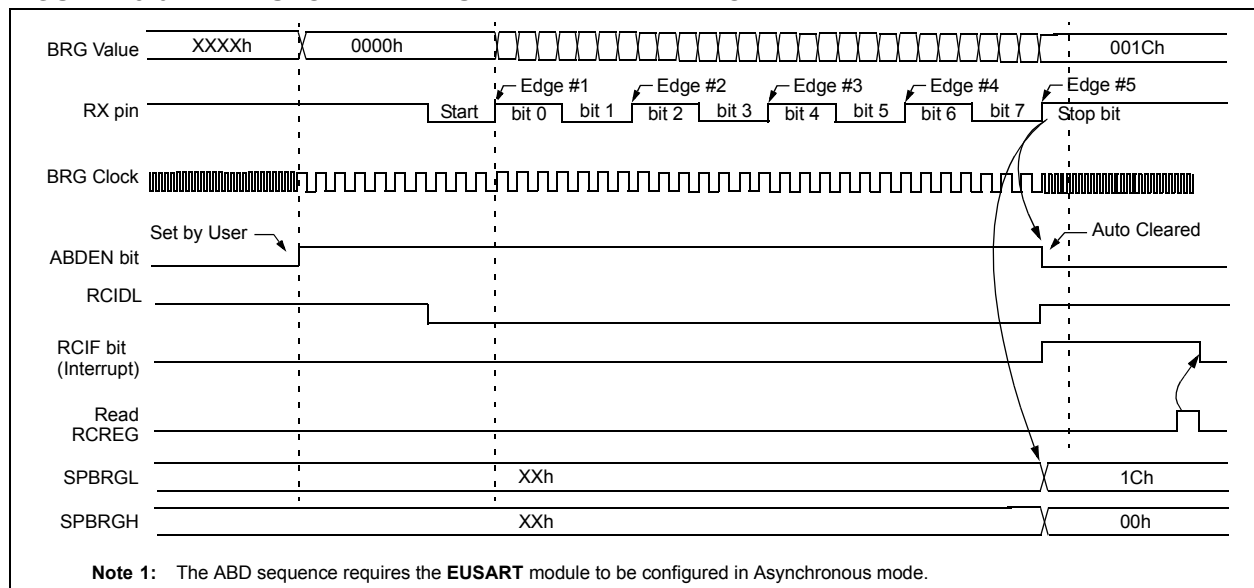 BRG Value XXXXh 0000h 001Ch
Edge #1 Edge #2 Edge #3 Edge #4 Edge #5
RX pin Start bit 0 bit 1 bit 2 bit 3 bit 4 bit 5 bit 6 bit 7 Stop bit
BRG Clock
Set by User Auto Cleared
ABDEN bit
RCIDL
RCIF bit
(Interrupt)
Read
RCREG
SPBRGL XXh 1Ch
SPBRGH XXh 00h
Note 1: The ABD sequence requires the EUSART module to be configured in Asynchronous mode.